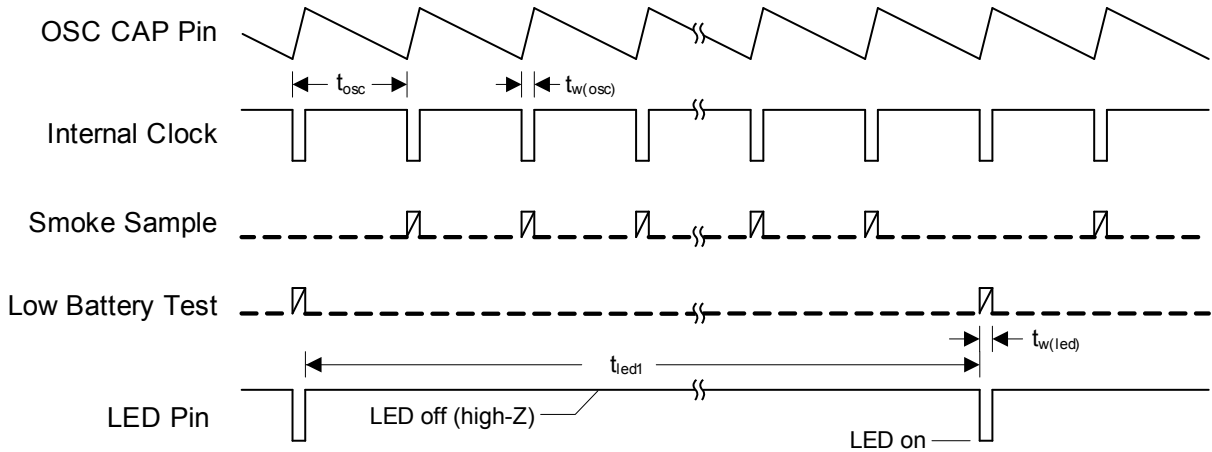 OSC CAP Pin
tosc
tw(osc)
Internal Clock
Smoke Sample
Low Battery Test
tw(led)
tled1
LED Pin
LED off (high-Z)
LED on